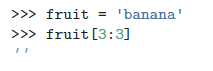 >>> fruit = 'banana'
>>> fruit[3:3]
''